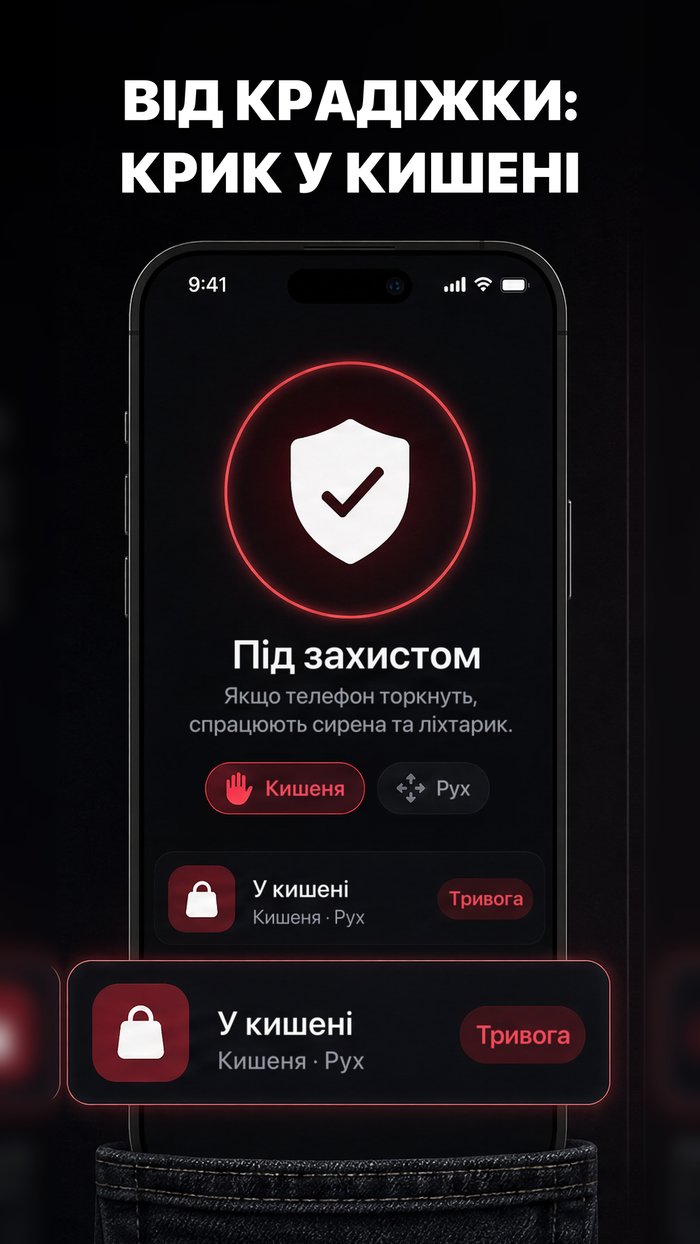 ВІД КРАДІЖКИ:
КРИК У КИШЕНІ
9:41
Під захистом
Якщо телефон торкнуть,
спрацюють сирена та ліхтарик.
Кишеня
Рух
У кишені
Кишеня · Рух
Тривога
У кишені
Кишеня · Рух
Тривога